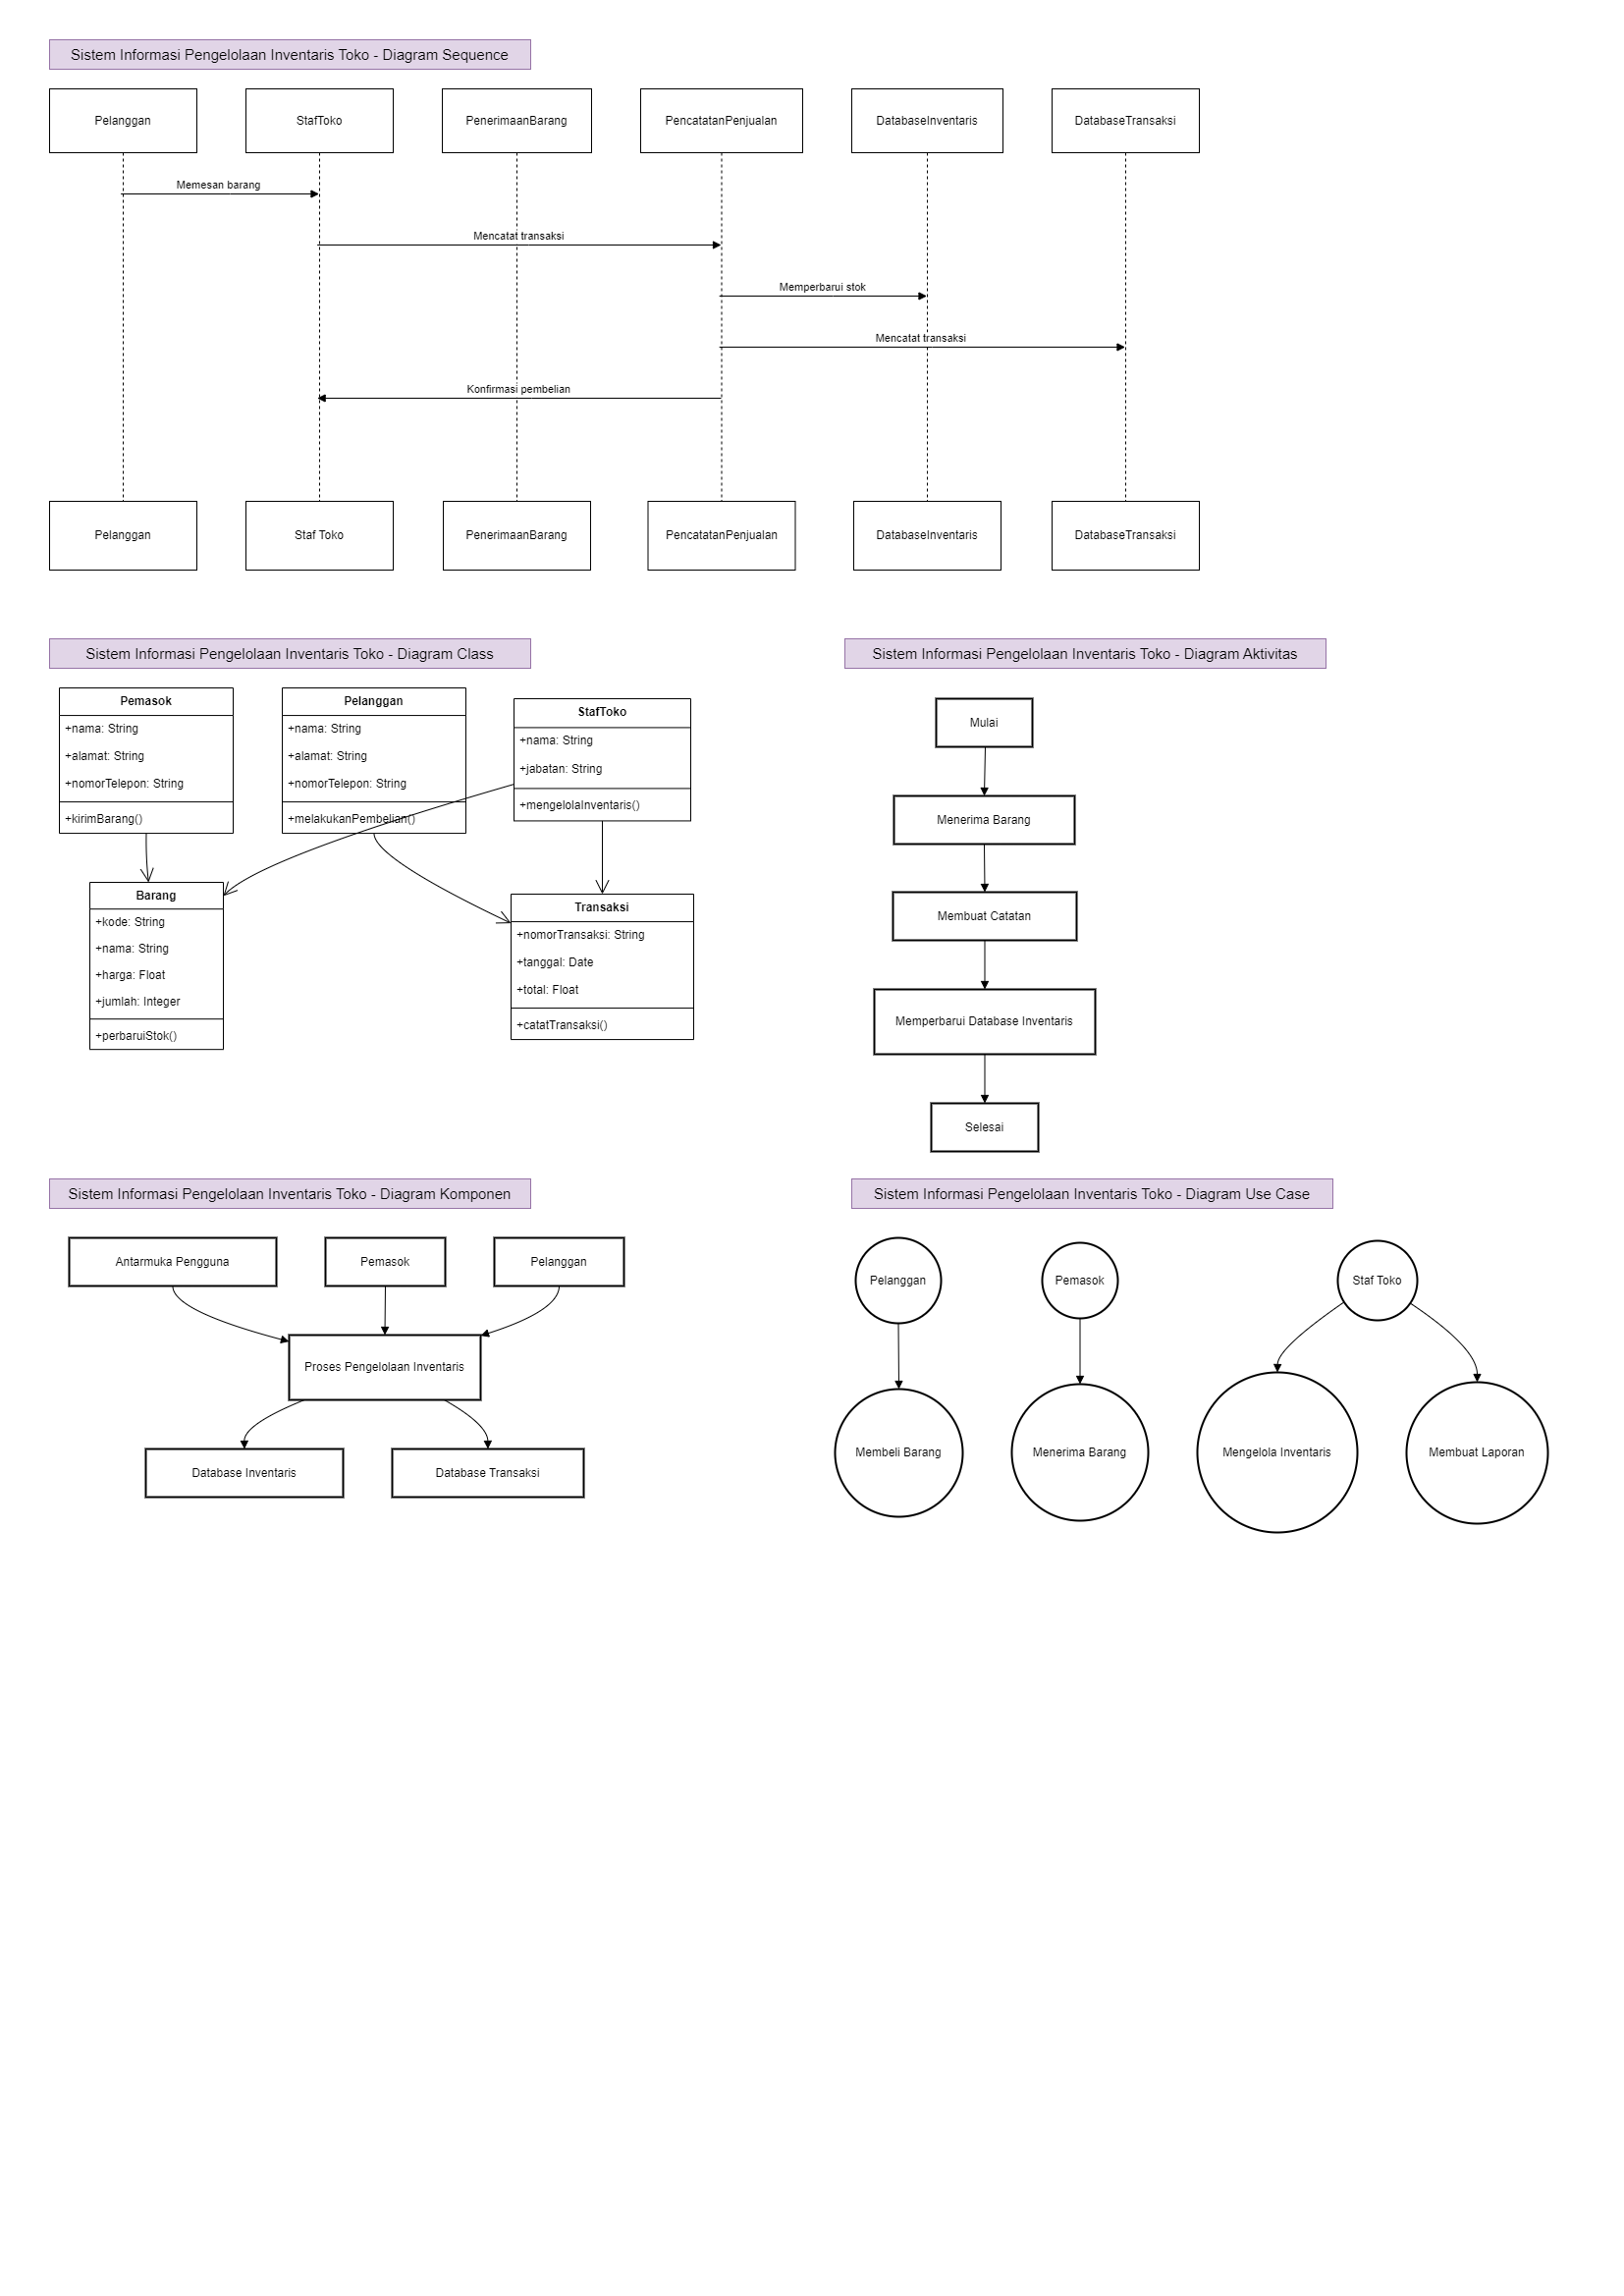 Sistem Informasi Pengelolaan Inventaris Toko - Diagram Sequence
Pelanggan
StafToko
PenerimaanBarang
PencatatanPenjualan
DatabaseInventaris
DatabaseTransaksi
Memesan barang
Mencatat transaksi
Memperbarui stok
Mencatat transaksi
Konfirmasi pembelian
Pelanggan
Staf Toko
PenerimaanBarang
PencatatanPenjualan
DatabaseInventaris
DatabaseTransaksi
Sistem Informasi Pengelolaan Inventaris Toko - Diagram Class
Pemasok
+nama: String
+alamat: String
+nomorTelepon: String
+kirimBarang()
Pelanggan
+nama: String
+alamat: String
+nomorTelepon: String
+melakukanPembelian()
StafToko
+nama: String
+jabatan: String
+mengelolaInventaris()
Barang
+kode: String
+nama: String
+harga: Float
+jumlah: Integer
+perbaruiStok()
Transaksi
+nomorTransaksi: String
+tanggal: Date
+total: Float
+catatTransaksi()
Sistem Informasi Pengelolaan Inventaris Toko - Diagram Aktivitas
Mulai
Menerima Barang
Membuat Catatan
Memperbarui Database Inventaris
Selesai
Sistem Informasi Pengelolaan Inventaris Toko - Diagram Komponen
Antarmuka Pengguna
Pemasok
Pelanggan
Proses Pengelolaan Inventaris
Database Inventaris
Database Transaksi
Sistem Informasi Pengelolaan Inventaris Toko - Diagram Use Case
Pelanggan
Pemasok
Staf Toko
Membeli Barang
Menerima Barang
Mengelola Inventaris
Membuat Laporan